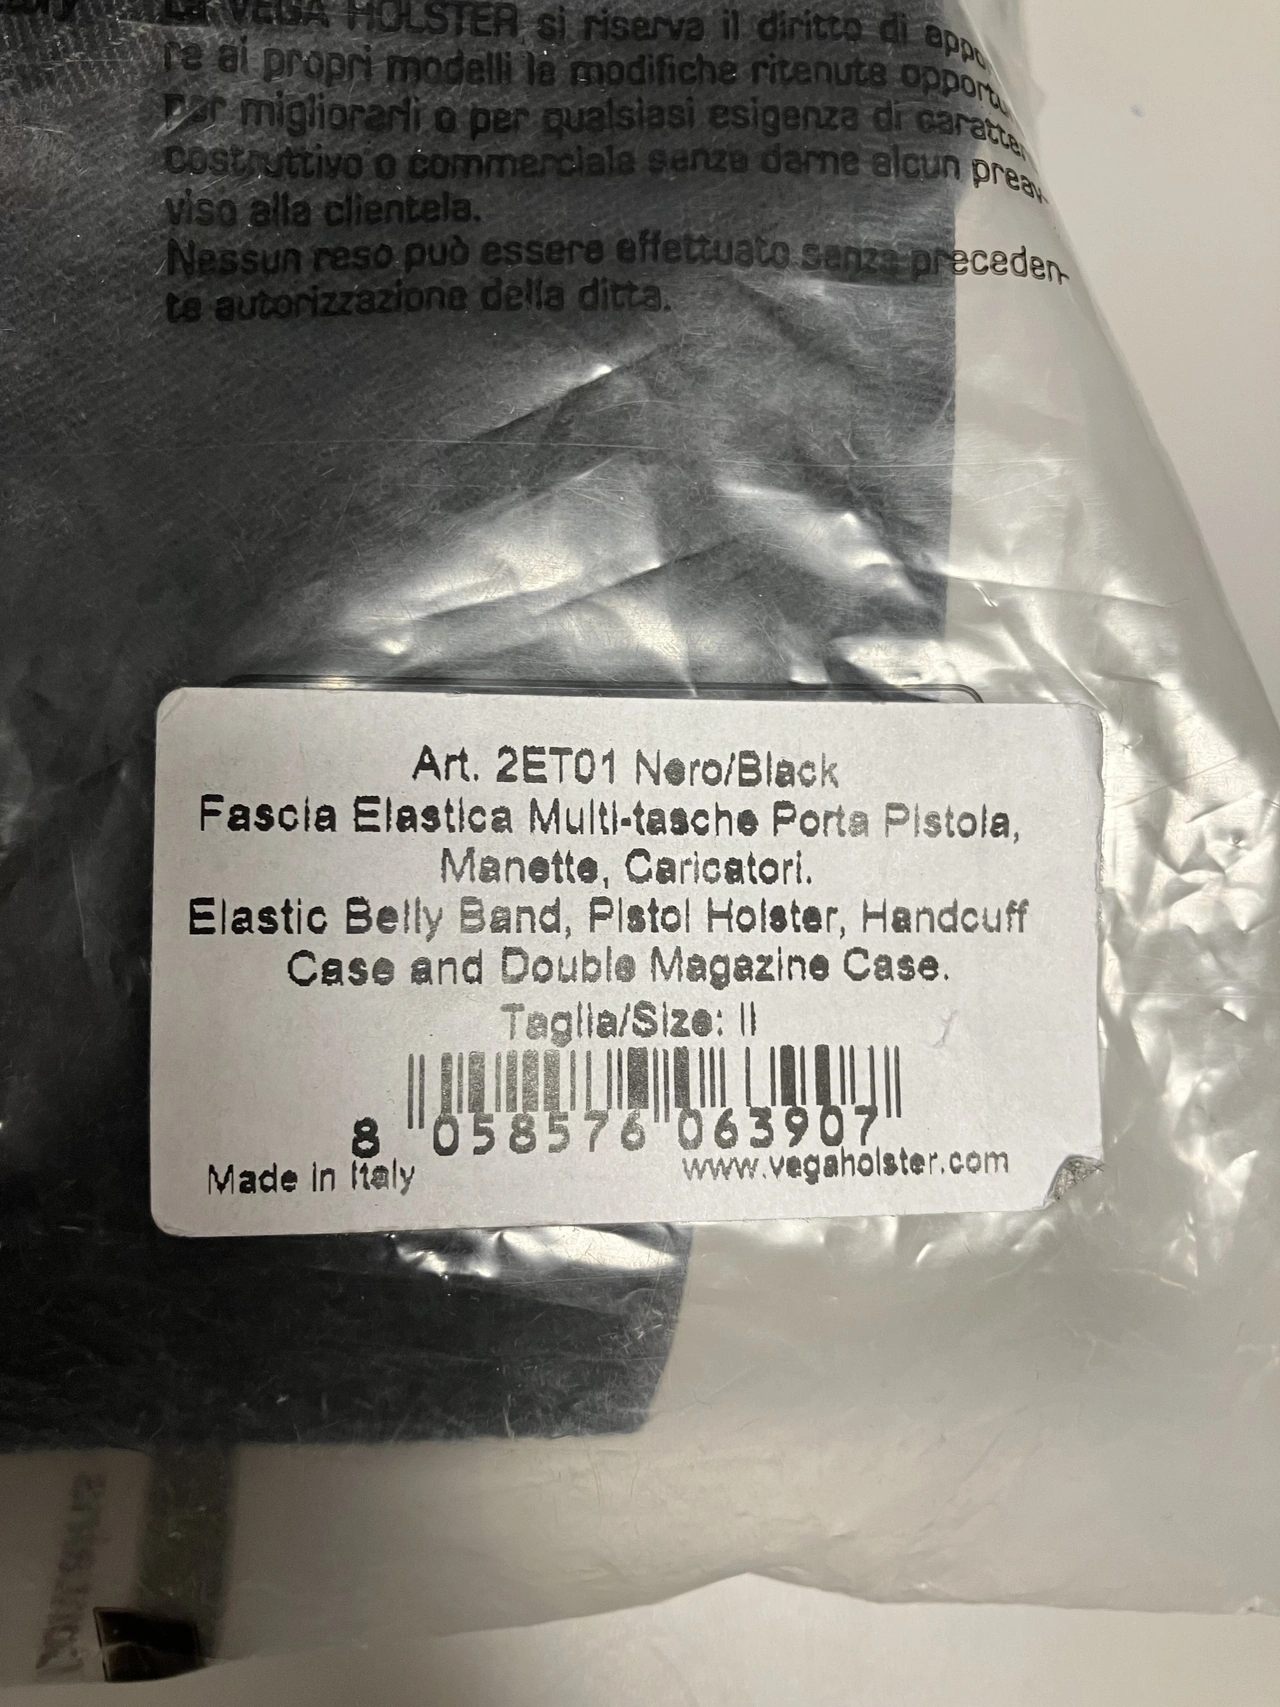 La VEGA HOLSTER si riserva il diritto di appo
re ai propri modelli le modifiche ritenute opportu
per migliorarli o per qualsiasi esigenza di caratte
costruttivo o commerciale senza darne alcun preav-
viso alla clientela.
Nessun reso può essere effettuato senza preceden-
te autorizzazione della ditta.
Art. 2ET01 Nero/Black
Fascia Elastica Multi-tasche Porta Pistola,
Manette, Caricatori.
Elastic Belly Band, Pistol Holster, Handcuff
Case and Double Magazine Case.
Taglia/Size: II
8 058576 063907
Made in Italy www.vegaholster.com